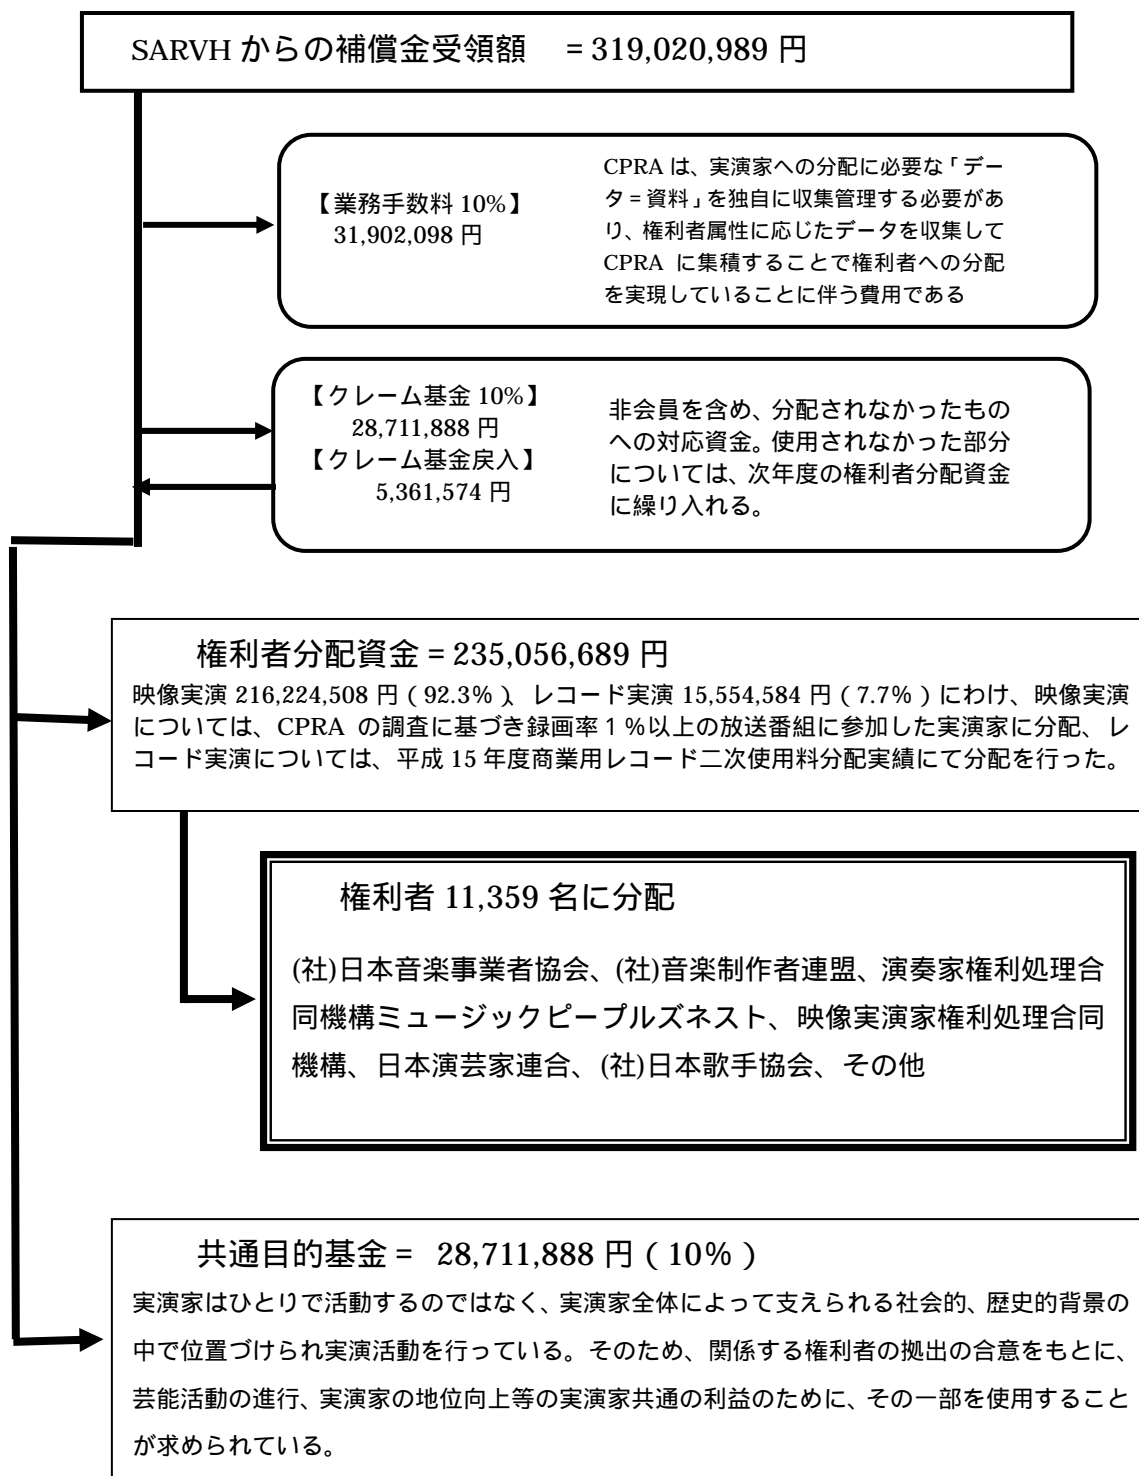 SARVH からの補償金受領額　= 319,020,989 円
【業務手数料 10%】
31,902,098 円
CPRA は、実演家への分配に必要な「デー
タ=資料」を独自に収集管理する必要があ
り、権利者属性に応じたデータを収集して
CPRA に集積することで権利者への分配
を実現していることに伴う費用である
【クレーム基金 10%】
28,711,888 円
【クレーム基金戻入】
5,361,574 円
非会員を含め、分配されなかったもの
への対応資金。使用されなかった部分
については、次年度の権利者分配資金
に繰り入れる。
権利者分配資金 = 235,056,689 円
映像実演 216,224,508 円（92.3%）、レコード実演 15,554,584 円（7.7%）にわけ、映像実演
については、CPRA の調査に基づき録画率１%以上の放送番組に参加した実演家に分配、レ
コード実演については、平成 15 年度商業用レコード二次使用料分配実績にて分配を行った。
権利者 11,359 名に分配
(社)日本音楽事業者協会、(社)音楽制作者連盟、演奏家権利処理合
同機構ミュージックピープルズネスト、映像実演家権利処理合同
機構、日本演芸家連合、(社)日本歌手協会、その他
共通目的基金 = 28,711,888 円（10%）
実演家はひとりで活動するのではなく、実演家全体によって支えられる社会的、歴史的背景の
中で位置づけられ実演活動を行っている。そのため、関係する権利者の拠出の合意をもとに、
芸能活動の進行、実演家の地位向上等の実演家共通の利益のために、その一部を使用すること
が求められている。